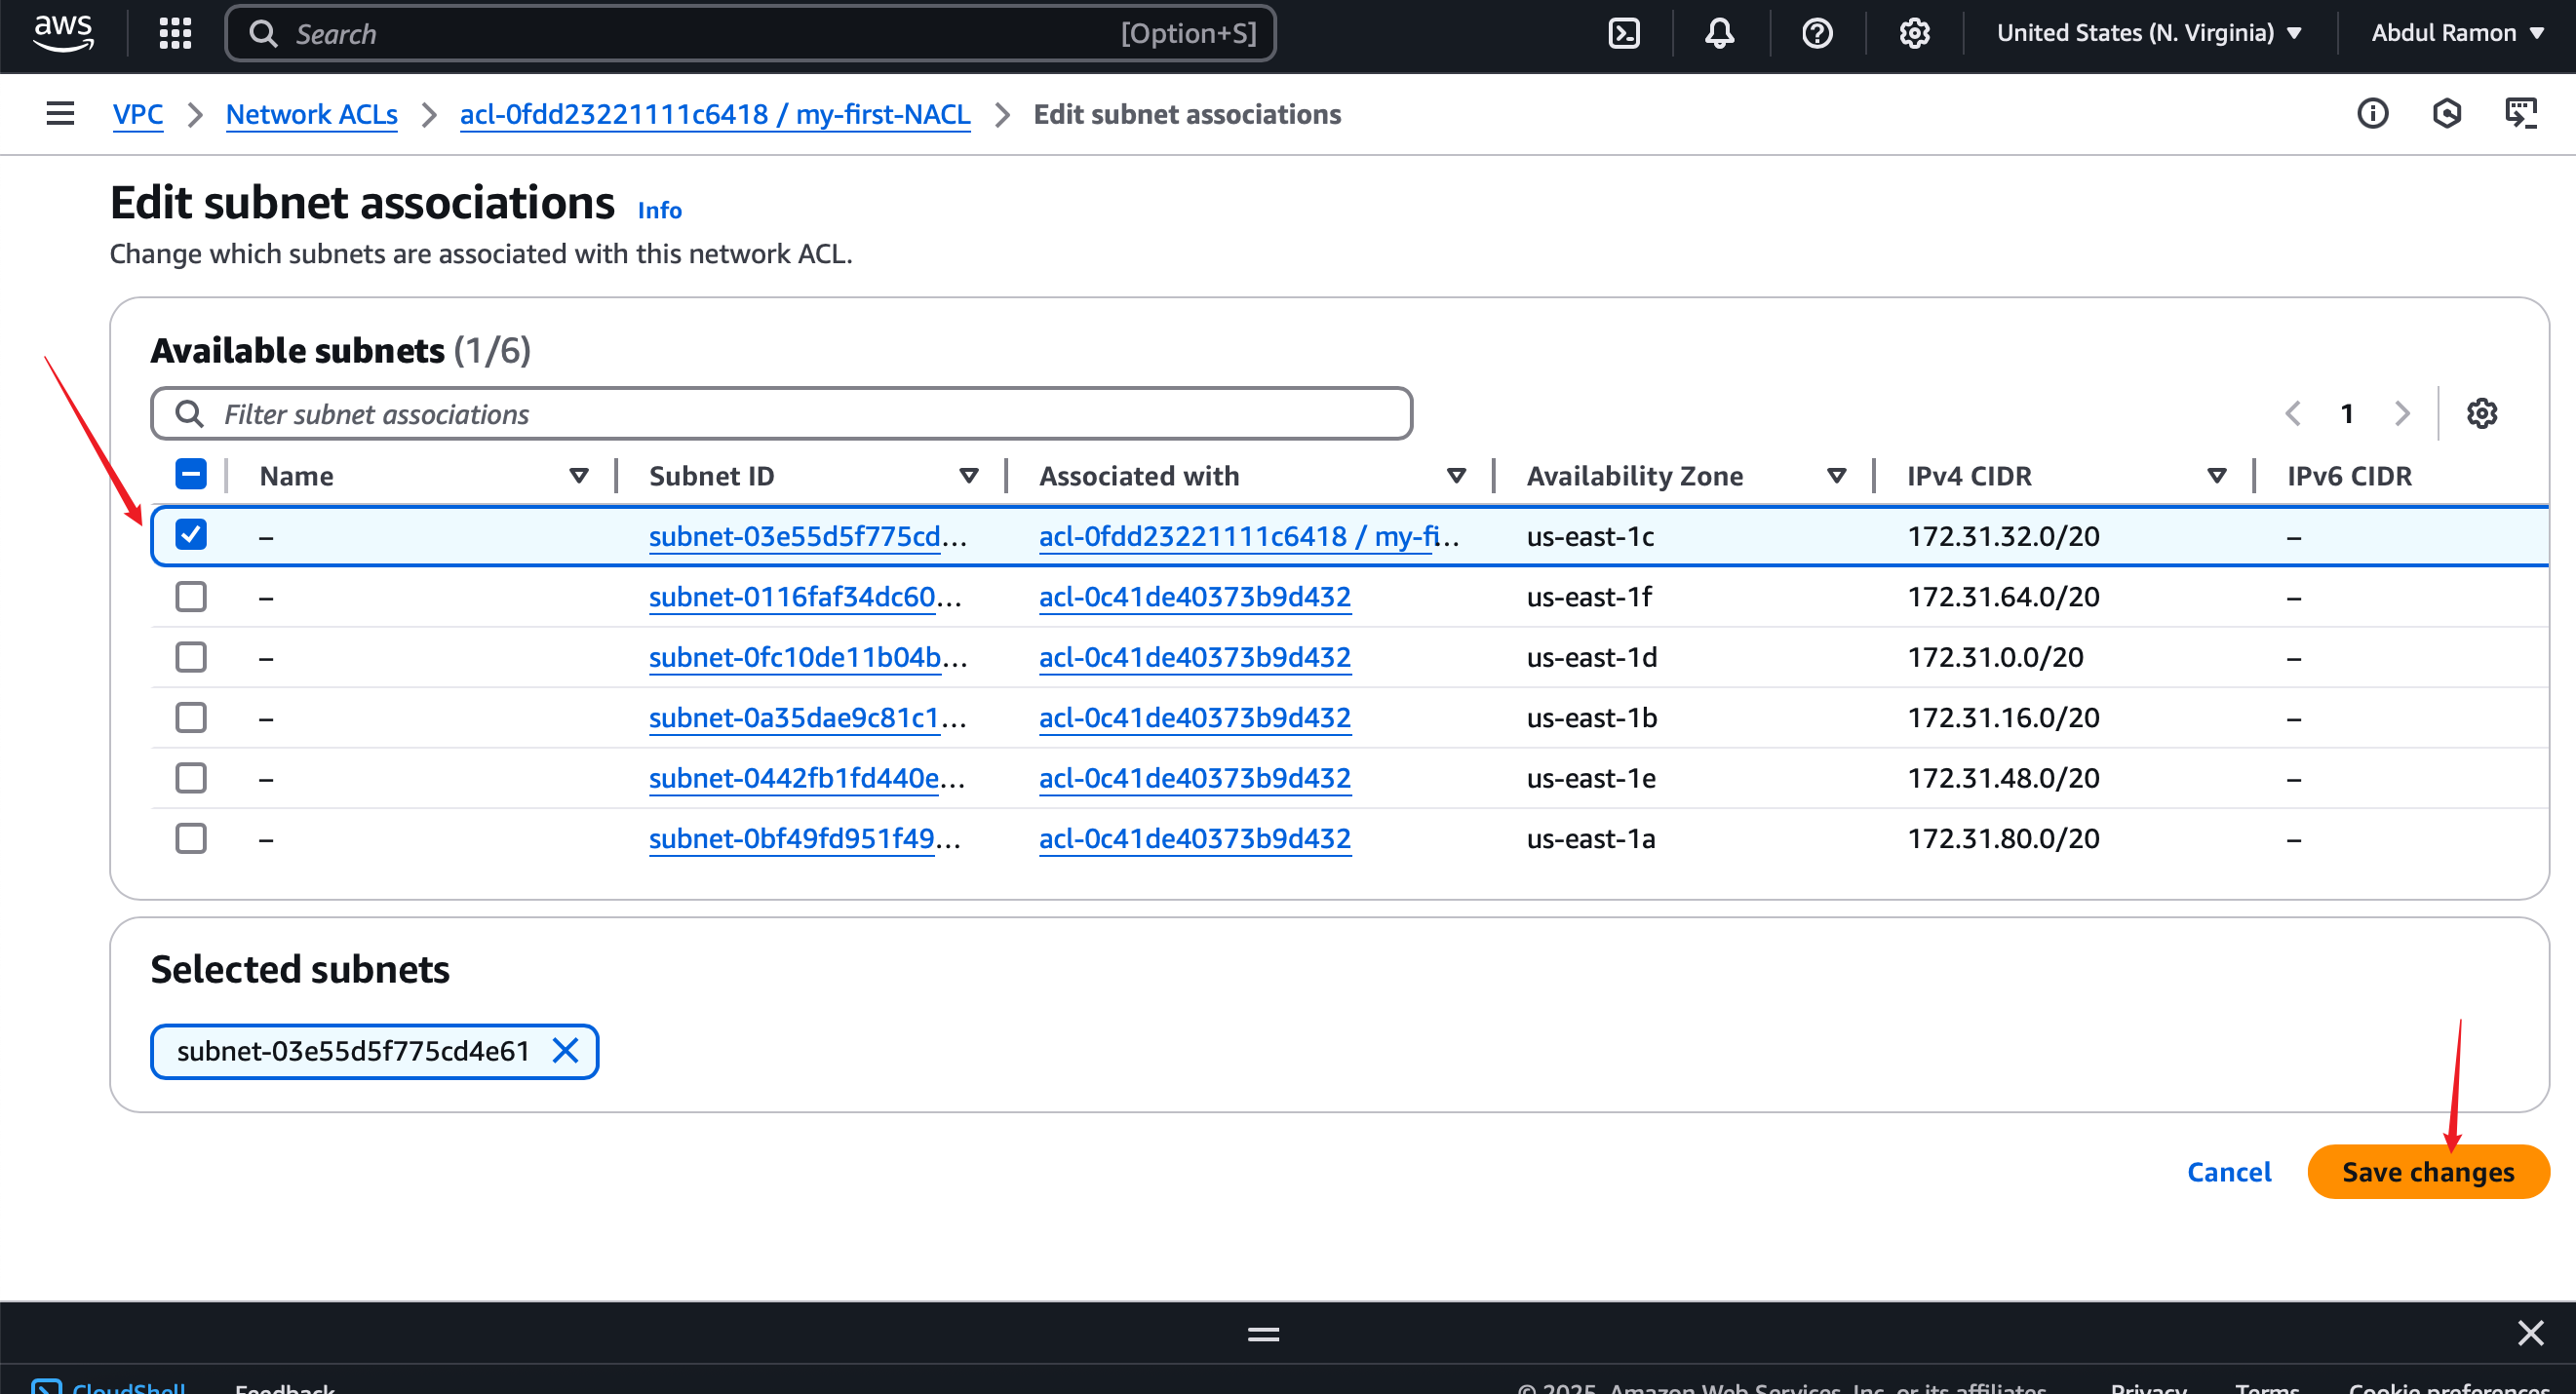 aws Search [Option+S] United States (N. Virginia) Abdul Ramon
VPC Network ACLs acl-0fdd23221111c6418 / my-first-NACL Edit subnet associations
Edit subnet associations Info
Change which subnets are associated with this network ACL.
Available subnets (1/6)
Filter subnet associations 1
Name Subnet ID Associated with Availability Zone IPv4 CIDR IPv6 CIDR
– subnet-03e55d5f775cd... acl-0fdd23221111c6418 / my-fi... us-east-1c 172.31.32.0/20 –
– subnet-0116faf34dc60... acl-0c41de40373b9d432 us-east-1f 172.31.64.0/20 –
– subnet-0fc10de11b04b... acl-0c41de40373b9d432 us-east-1d 172.31.0.0/20 –
– subnet-0a35dae9c81c1... acl-0c41de40373b9d432 us-east-1b 172.31.16.0/20 –
– subnet-0442fb1fd440e... acl-0c41de40373b9d432 us-east-1e 172.31.48.0/20 –
– subnet-0bf49fd951f49... acl-0c41de40373b9d432 us-east-1a 172.31.80.0/20 –
Selected subnets
subnet-03e55d5f775cd4e61
Cancel Save changes
CloudShell Feedback © 2025, Amazon Web Services, Inc. or its affiliates. Privacy Terms Cookie preferences